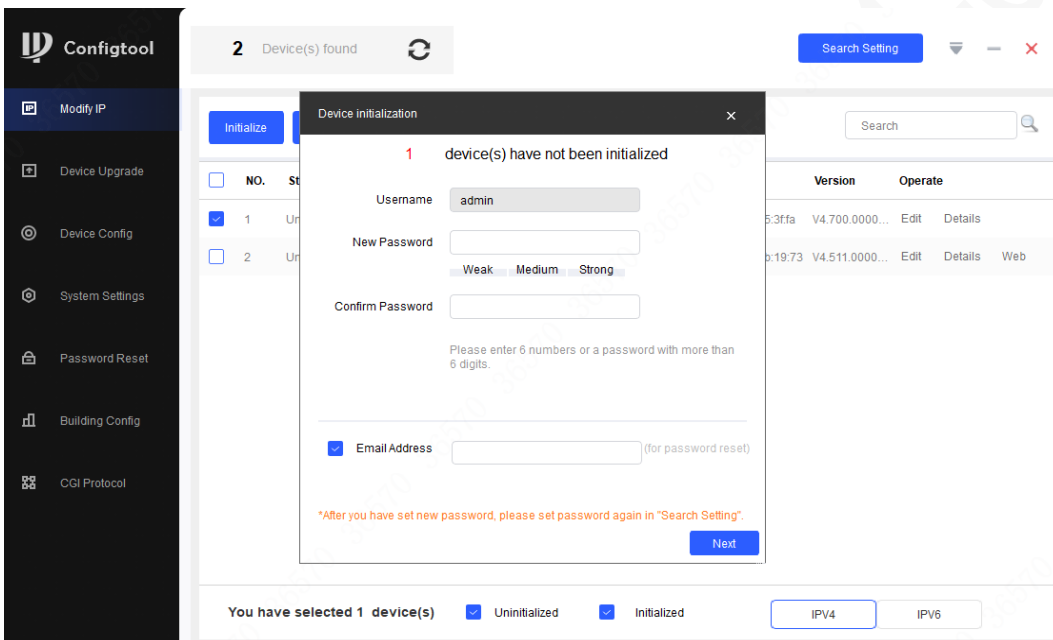 Configtool
2 Device(s) found
Search Setting
Modify IP
Device Upgrade
Device Config
System Settings
Password Reset
Building Config
CGI Protocol
Initialize
Search
NO.
Version
Operate
1
5:3f:fa
V4.700.0000...
Edit
Details
2
19:73
V4.511.0000...
Edit
Details
Web
Device initialization
1 device(s) have not been initialized
Username
admin
New Password
Weak Medium Strong
Confirm Password
Please enter 6 numbers or a password with more than
6 digits.
Email Address
(for password reset)
*After you have set new password, please set password again in "Search Setting".
Next
You have selected 1 device(s)
Uninitialized
Initialized
IPV4
IPV6